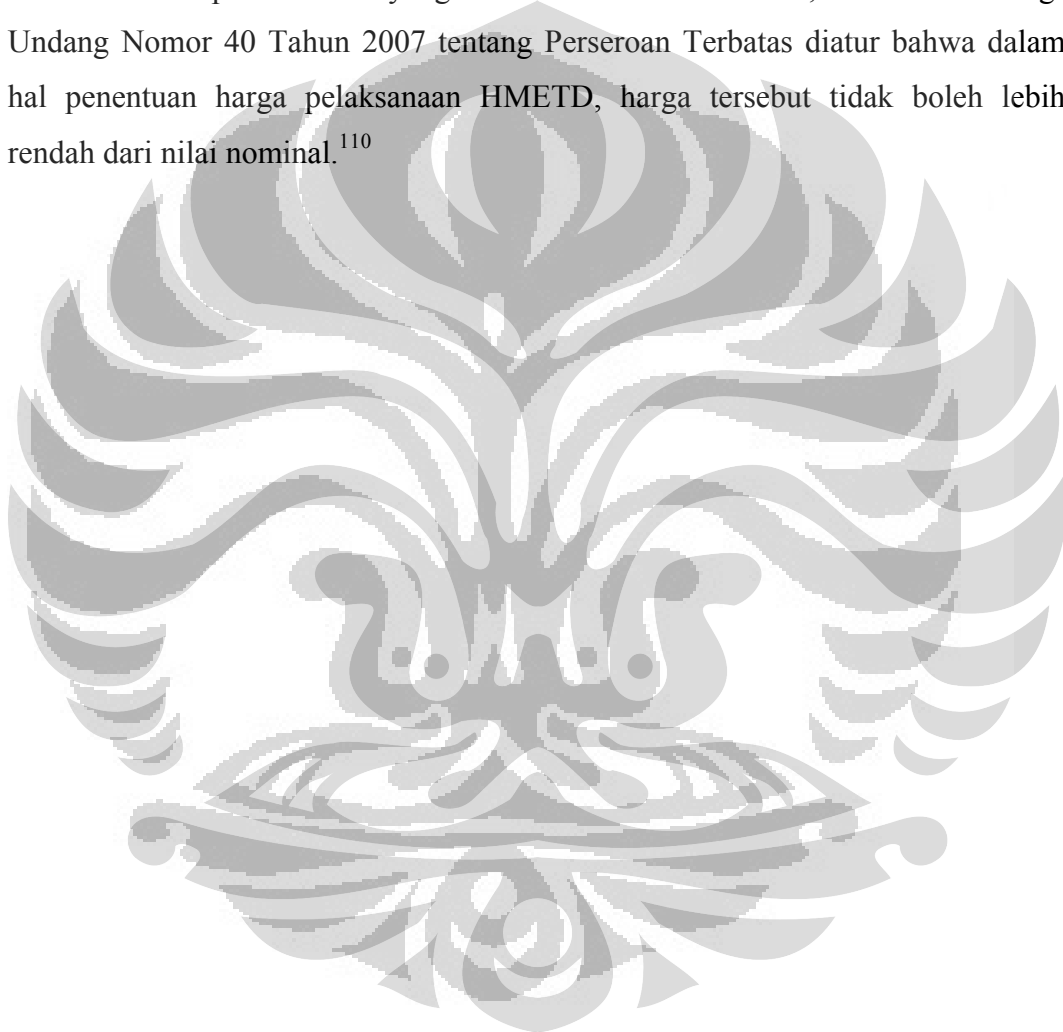 Undang Nomor 40 Tahun 2007 tentang Perseroan Terbatas diatur bahwa dalam
hal penentuan harga pelaksanaan HMETD, harga tersebut tidak boleh lebih
rendah dari nilai nominal.110